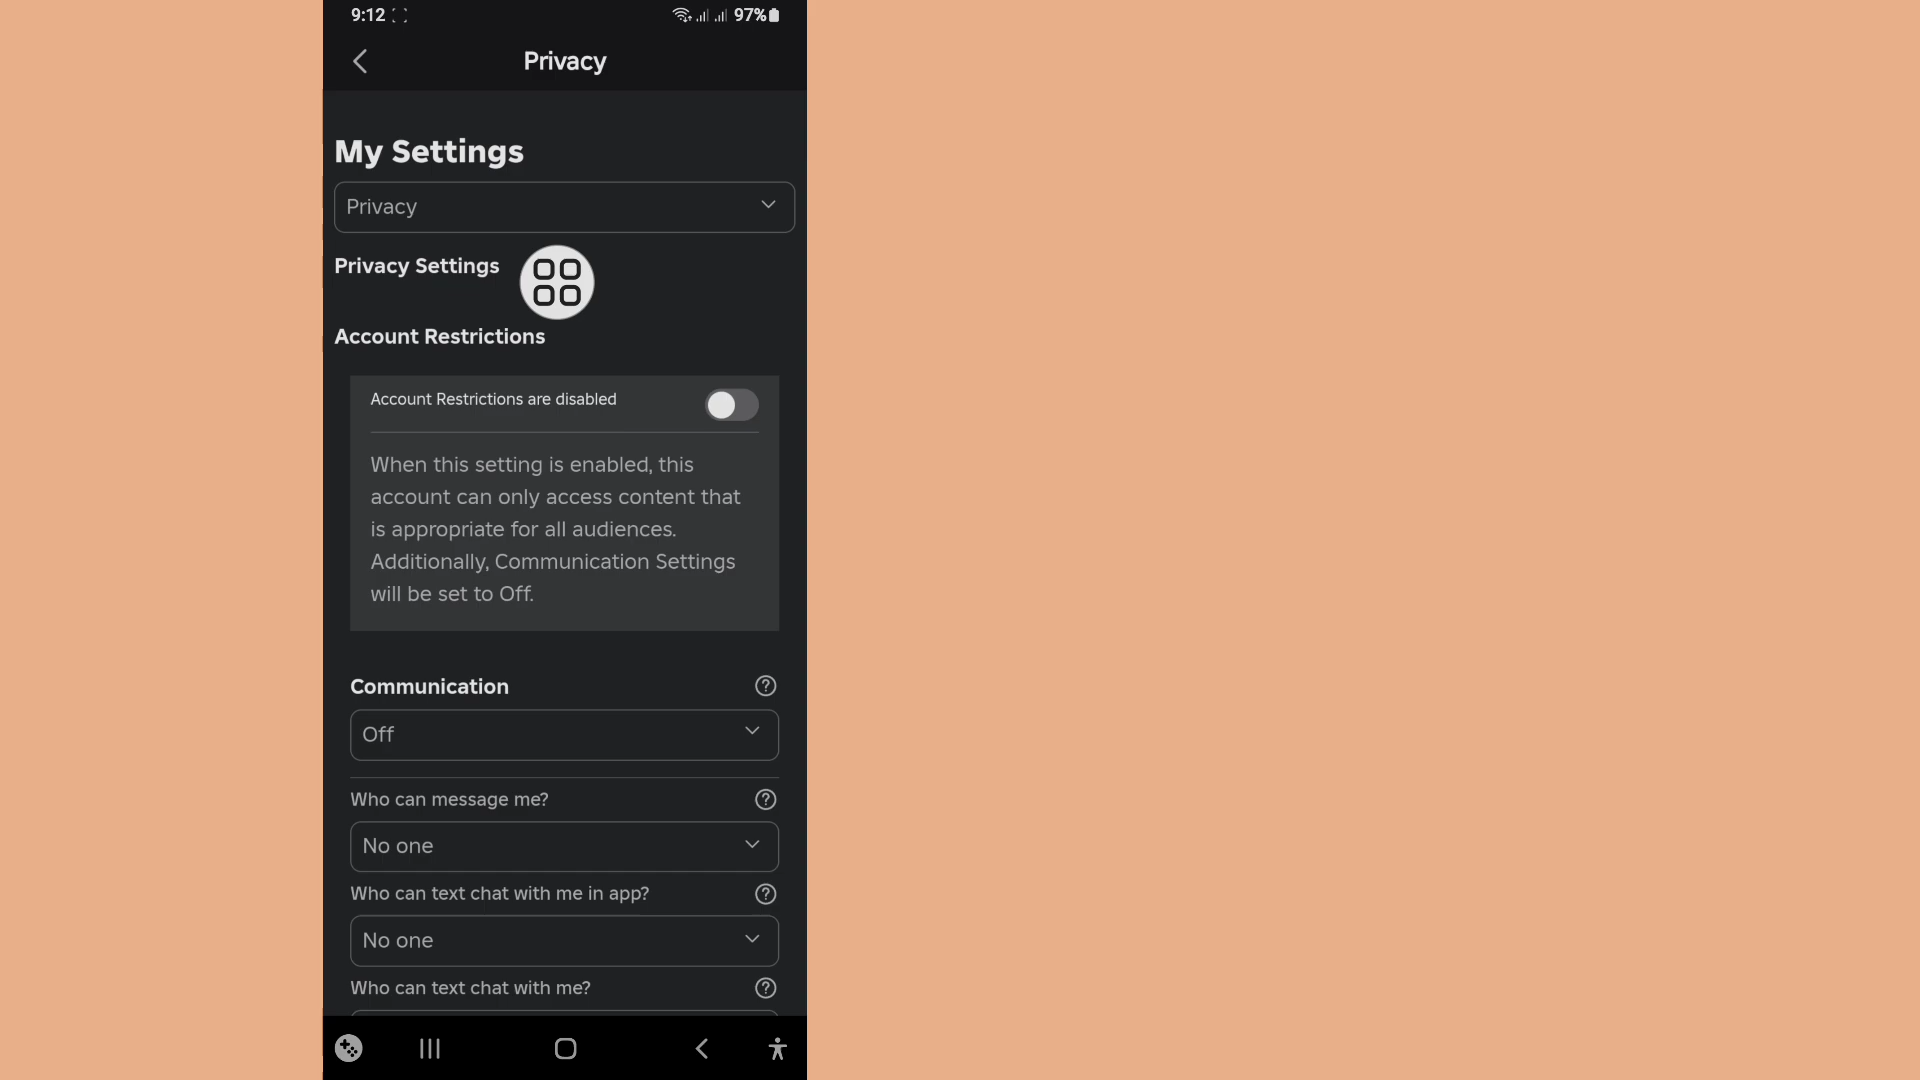 9:12
97%
Privacy
My Settings
Privacy
Privacy Settings
Account Restrictions
Account Restrictions are disabled
When this setting is enabled, this
account can only access content that
is appropriate for all audiences.
Additionally, Communication Settings
will be set to Off.
Communication
Off
Who can message me?
No one
Who can text chat with me in app?
No one
Who can text chat with me?